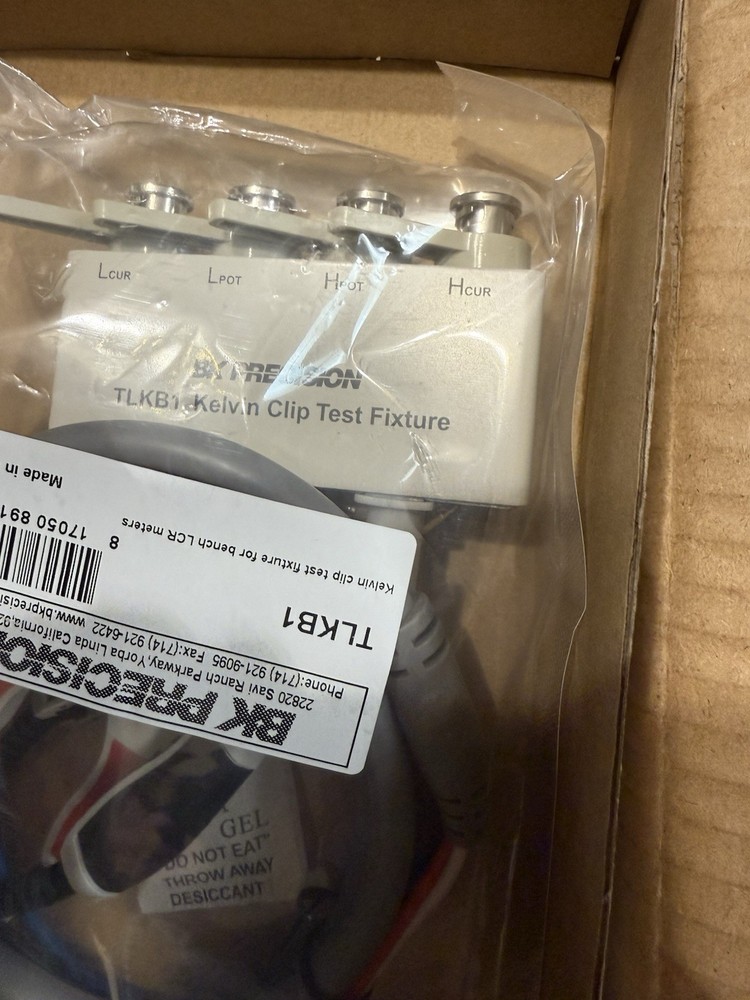 LCUR LPOT HPOT HCUR
BK PRECISION
TLKB1 Kelvin Clip Test Fixture
BK PRECISION
22820 Savi Ranch Parkway, Yorba Linda California,92
Phone:(714) 921-9095 Fax:(714) 921-6422 www.bkprecisi
TLKB1
Kelvin clip test fixture for bench LCR meters
8 17050 891
Made in
GEL
"DO NOT EAT"
THROW AWAY
DESICCANT